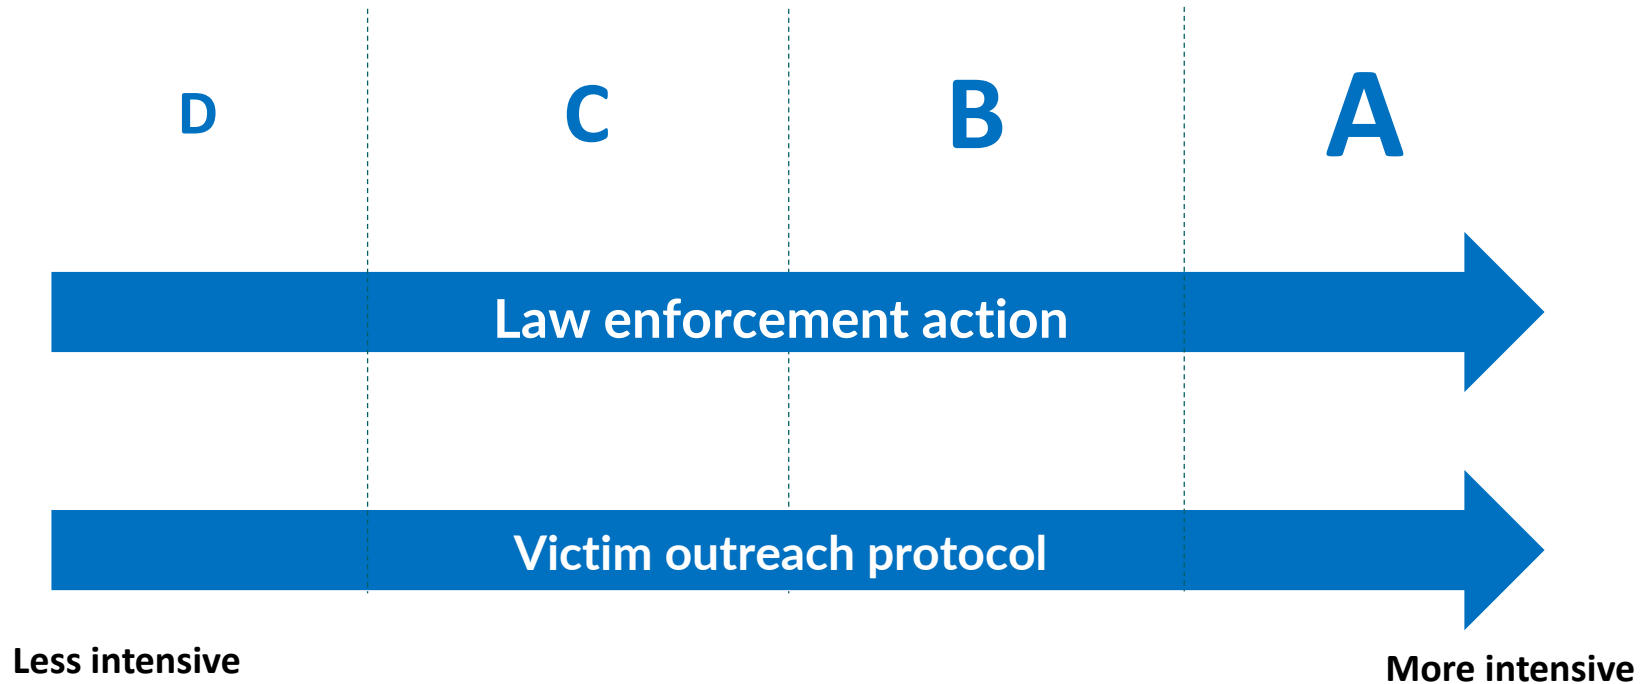 D
C
B
A
Law enforcement action
Victim outreach protocol
Less intensive
More intensive